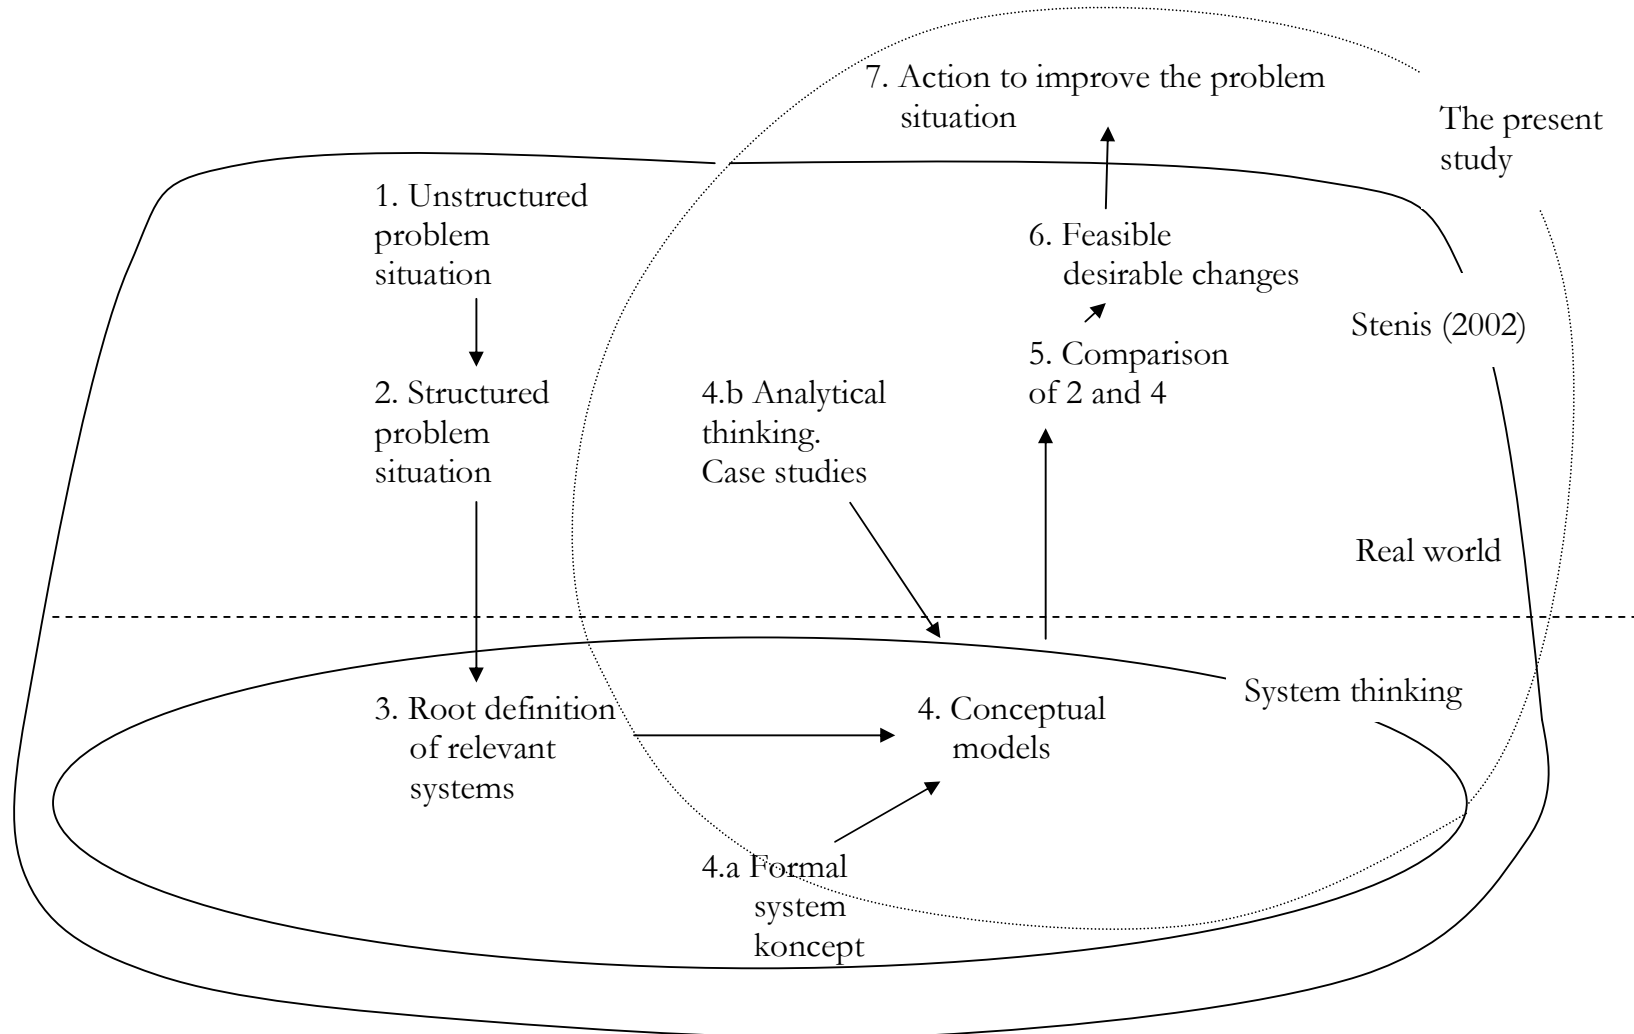 7. Action to improve the problem
situation
The present
study
1. Unstructured
problem
situation
6. Feasible
desirable changes
Stenis (2002)
5. Comparison
of 2 and 4
2. Structured
problem
situation
4.b Analytical
thinking.
Case studies
Real world
System thinking
3. Root definition
of relevant
systems
4. Conceptual
models
4.a Formal
system
koncept